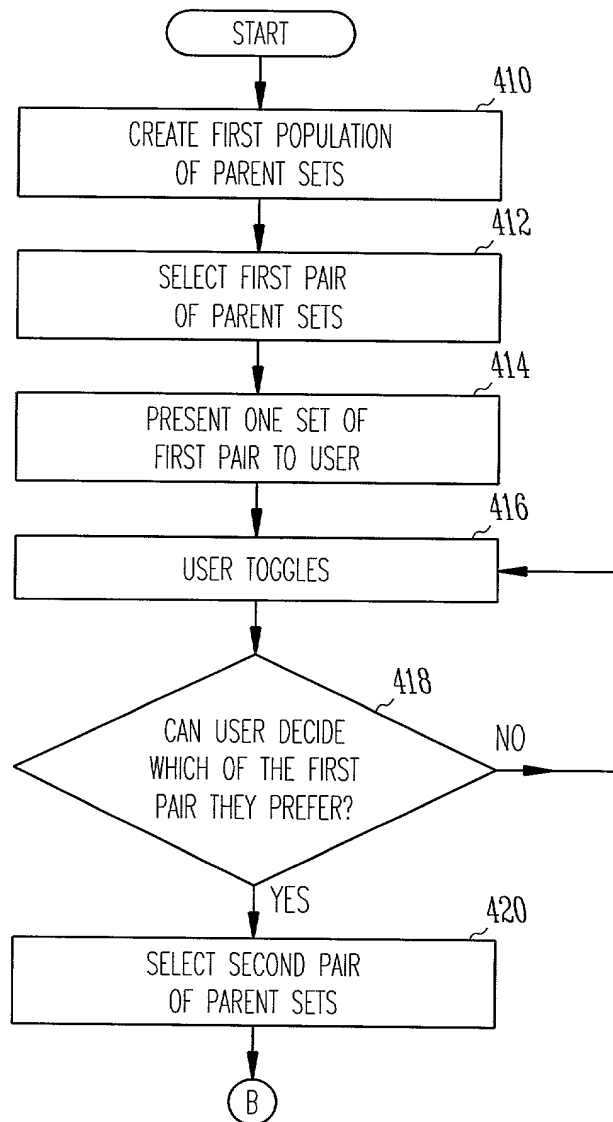 START
410
CREATE FIRST POPULATION
OF PARENT SETS
412
SELECT FIRST PAIR
OF PARENT SETS
414
PRESENT ONE SET OF
FIRST PAIR TO USER
416
USER TOGGLES
418
CAN USER DECIDE
WHICH OF THE FIRST
PAIR THEY PREFER?
NO
YES
420
SELECT SECOND PAIR
OF PARENT SETS
B